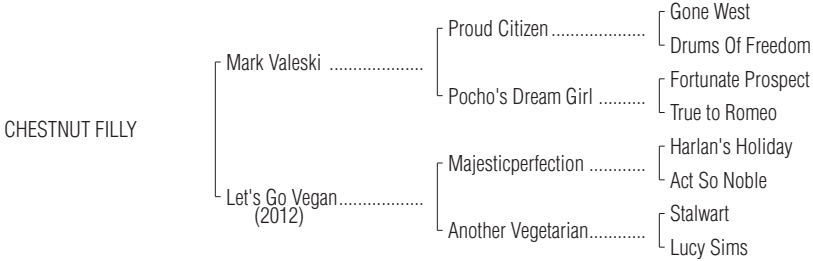 Gone West
Proud Citizen ....................
Drums Of Freedom
Mark Valeski ....................
Fortunate Prospect
Pocho's Dream Girl ..........
True to Romeo
CHESTNUT FILLY
Harlan's Holiday
Majesticperfection ............
Act So Noble
Let's Go Vegan..................
(2012)
Stalwart
Another Vegetarian............
Lucy Sims